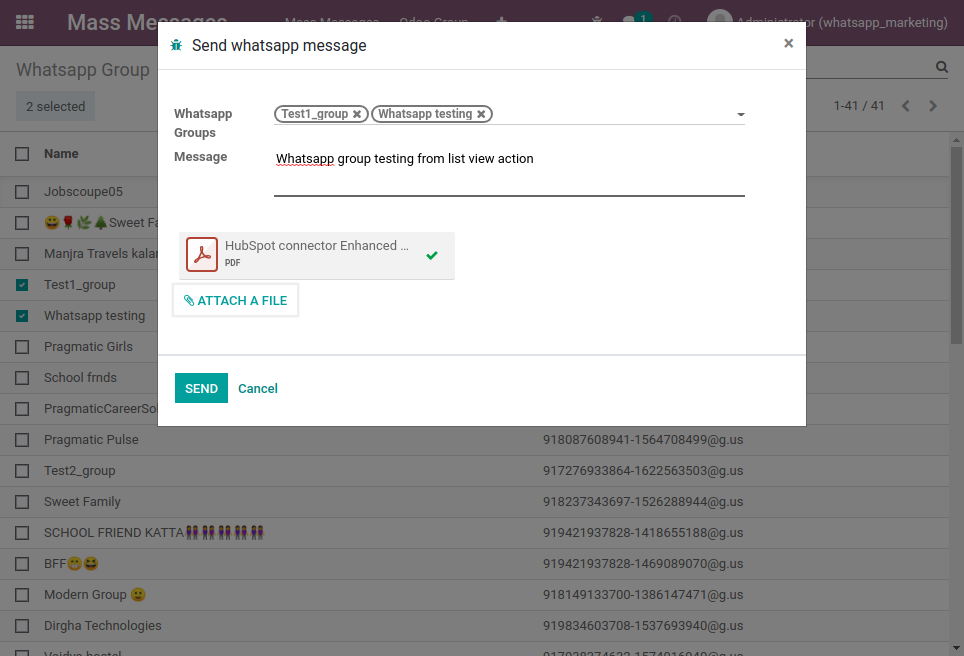 Mass Messages
Mass Messages
Odoo Group
1
Administrator (whatsapp_marketing)
Send whatsapp message
×
Whatsapp Group
2 selected
1-41 / 41
Whatsapp
Groups
Test1_group
Whatsapp testing
Message
Whatsapp group testing from list view action
HubSpot connector Enhanced ...
PDF
ATTACH A FILE
SEND
Cancel
Name
Jobscoupe05
😀🌹🌿🌲Sweet Fa
Manjra Travels kalar
Test1_group
Whatsapp testing
Pragmatic Girls
School frnds
PragmaticCareerSol
Pragmatic Pulse 918087608941-1564708499@g.us
Test2_group 917276933864-1622563503@g.us
Sweet Family 918237343697-1526288944@g.us
SCHOOL FRIEND KATTA👭👭👭👭👭 919421937828-1418655188@g.us
BFF😁😆 919421937828-1469089070@g.us
Modern Group 🙂 918149133700-1386147471@g.us
Dirgha Technologies 919834603708-1537693940@g.us